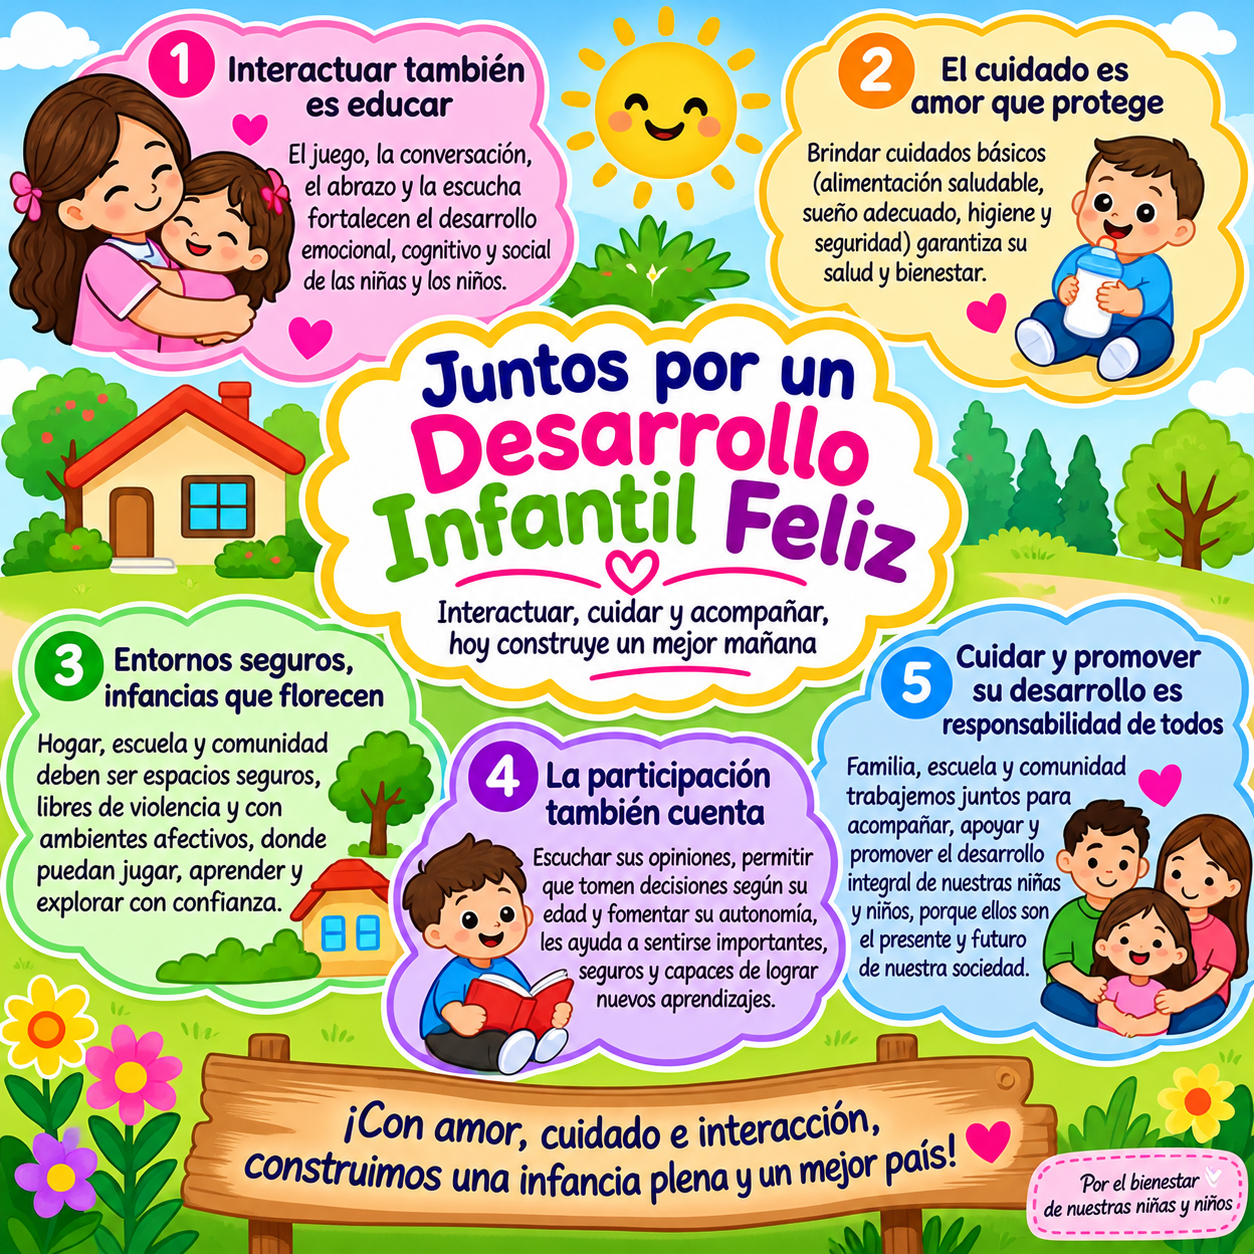 1
Interactuar también
es educar
El juego, la conversación,
el abrazo y la escucha
fortalecen el desarrollo
emocional, cognitivo y social
de las niñas y los niños.
2
El cuidado es
amor que protege
Brindar cuidados básicos
(alimentación saludable,
sueño adecuado, higiene y
seguridad) garantiza su
salud y bienestar.
Juntos por un
Desarrollo
Infantil Feliz
Interactuar, cuidar y acompañar,
hoy construye un mejor mañana
3
Entornos seguros,
infancias que florecen
Hogar, escuela y comunidad
deben ser espacios seguros,
libres de violencia y con
ambientes afectivos, donde
puedan jugar, aprender y
explorar con confianza.
4
La participación
también cuenta
Escuchar sus opiniones, permitir
que tomen decisiones según su
edad y fomentar su autonomía,
les ayuda a sentirse importantes,
seguros y capaces de lograr
nuevos aprendizajes.
5
Cuidar y promover
su desarrollo es
responsabilidad de todos
Familia, escuela y comunidad
trabajemos juntos para
acompañar, apoyar y
promover el desarrollo
integral de nuestras niñas
y niños, porque ellos son
el presente y futuro
de nuestra sociedad.
¡Con amor, cuidado e interacción,
construimos una infancia plena y un mejor país!
Por el bienestar
de nuestras niñas y niños